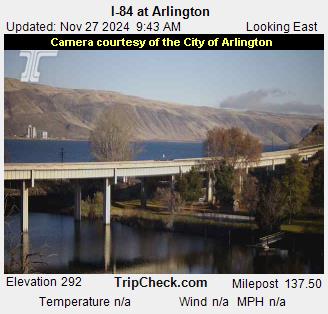 I-84 at Arlington
Updated: Nov 27 2024 9:43 AM Looking East
Camera courtesy of the City of Arlington
Elevation 292 TripCheck.com Milepost 137.50
Temperature n/a Wind n/a MPH n/a